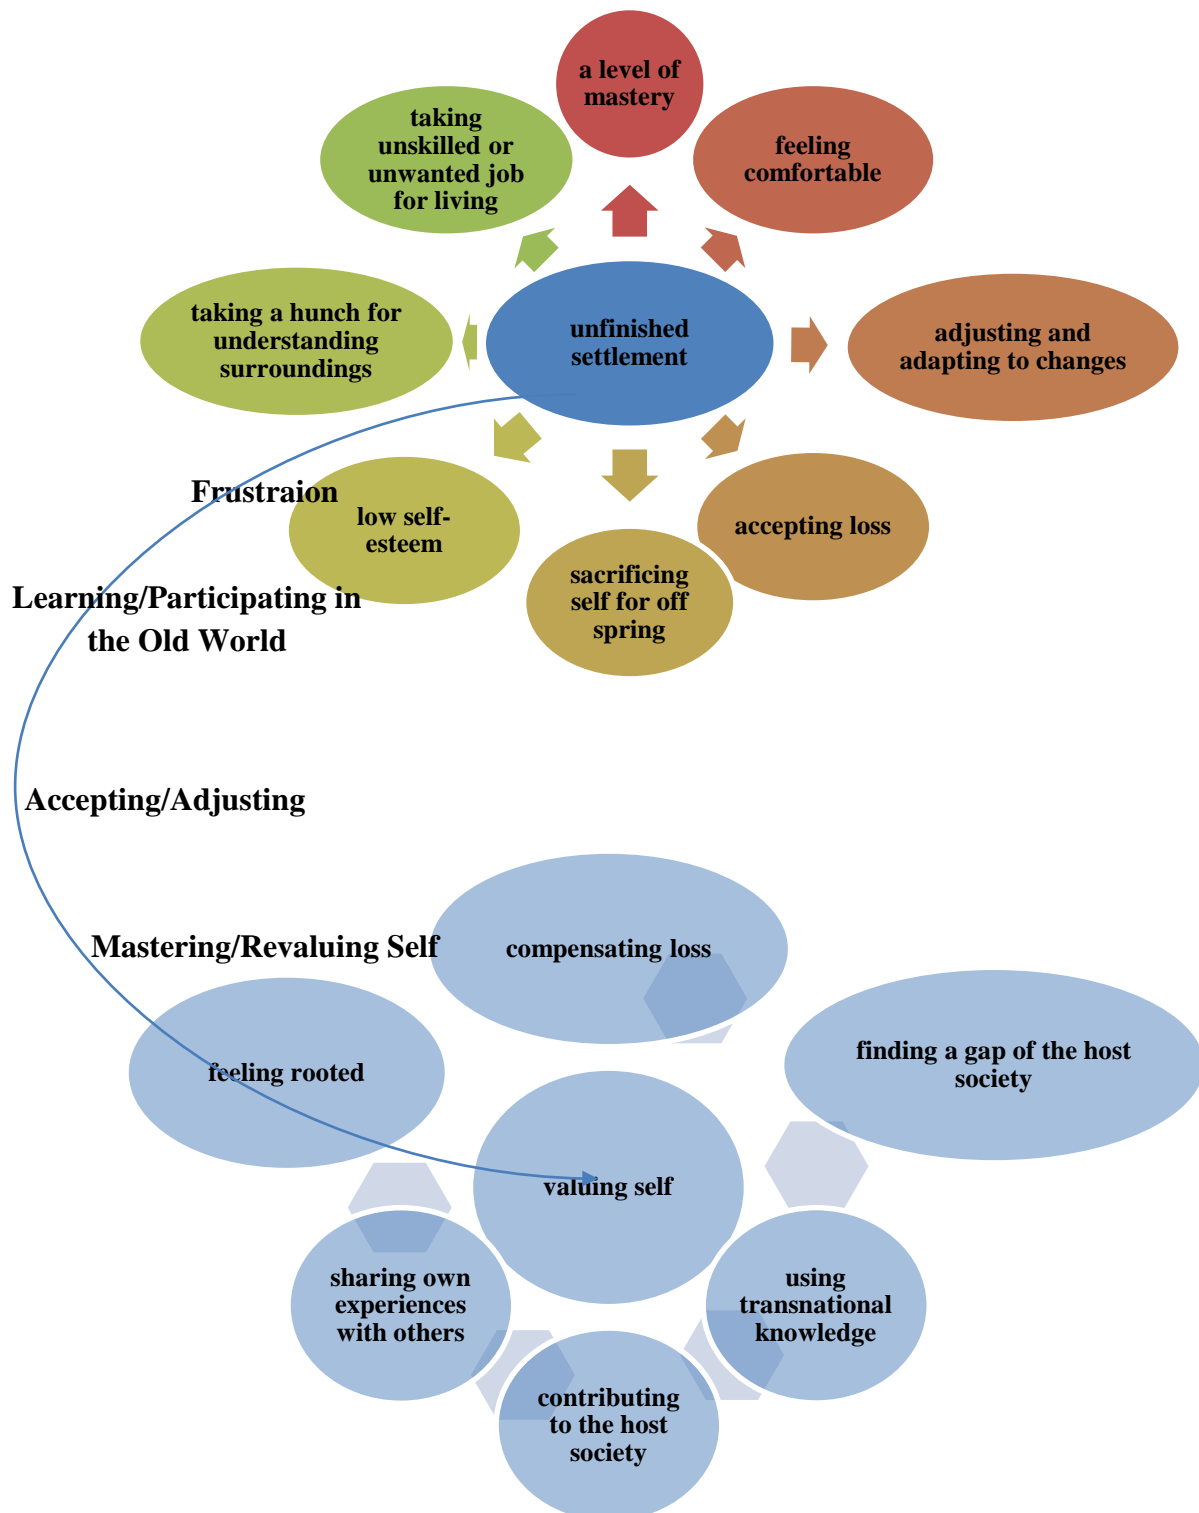 a level of
mastery
taking
unskilled or
unwanted job
for living
feeling
comfortable
taking a hunch for
understanding
surroundings
unfinished
settlement
adjusting and
adapting to changes
Frustraion
low self-
esteem
accepting loss
sacrificing
self for off
spring
Learning/Participating in
the Old World
Accepting/Adjusting
Mastering/Revaluing Self
compensating loss
feeling rooted
finding a gap of the host
society
valuing self
sharing own
experiences
with others
using
transnational
knowledge
contributing
to the host
society